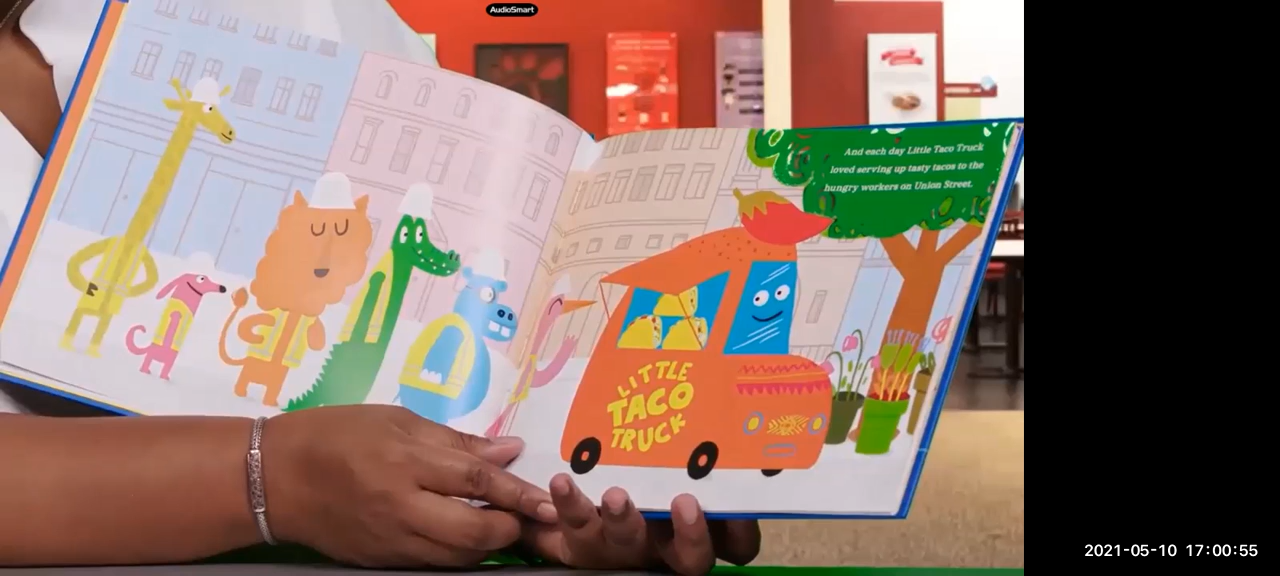 AudioSmart
And each day Little Taco Truck
loved serving up tasty tacos to the
hungry workers on Union Street.
LITTLE
TACO
TRUCK
2021-05-10 17:00:55